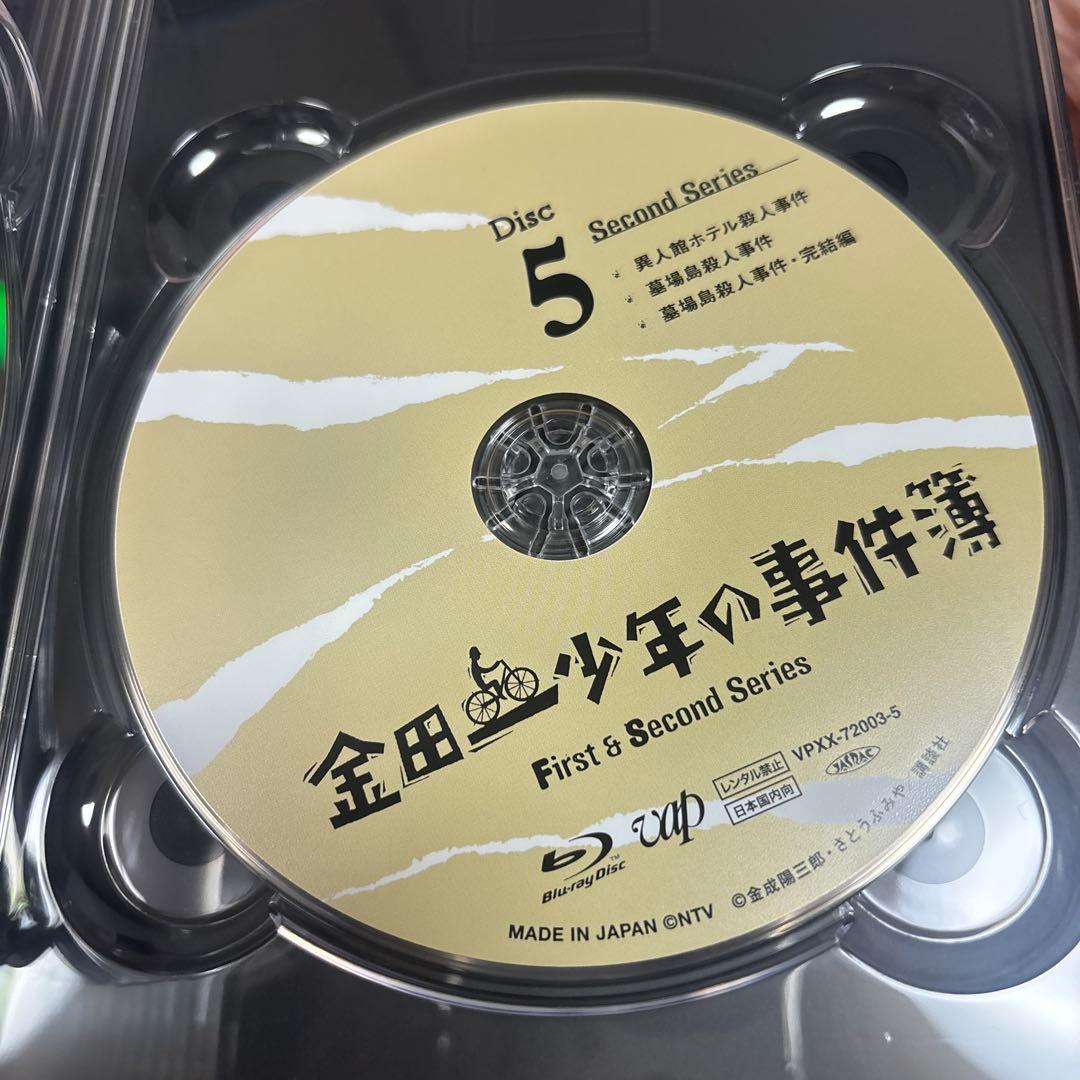 Disc
5
Second Series
異人館ホテル殺人事件
墓場島殺人事件
墓場島殺人事件・完結編
金田一少年の事件簿
First & Second Series
Blu-ray Disc™
vap
レンタル禁止
日本国内向
VPXX-72003-5
JASRAC
©金成陽三郎・さとうふみや／講談社
MADE IN JAPAN ©NTV